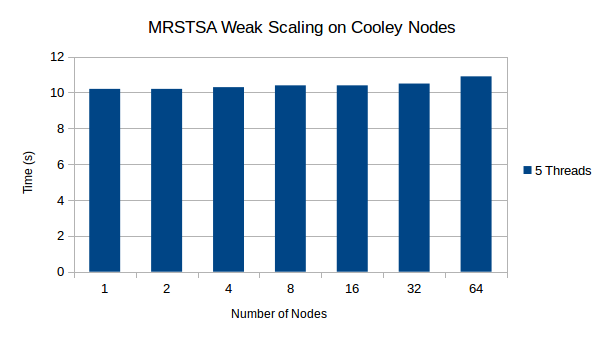 MRSTSA Weak Scaling on Cooley Nodes
12
10
8
6
4
2
0
Time (s)
1 2 4 8 16 32 64
Number of Nodes
5 Threads